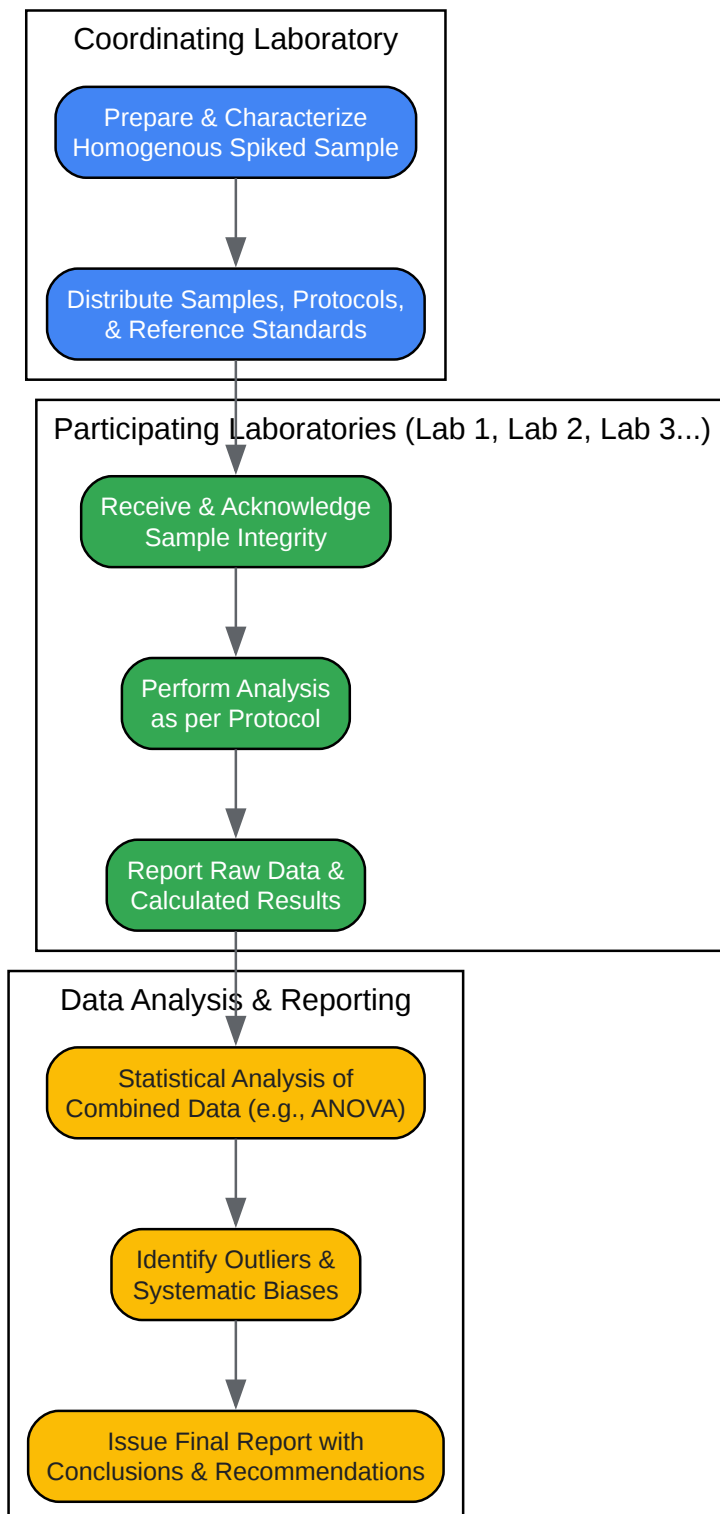 Coordinating Laboratory
Prepare & Characterize
Homogenous Spiked Sample
Distribute Samples, Protocols,
& Reference Standards
Participating Laboratories (Lab 1, Lab 2, Lab 3...)
Receive & Acknowledge
Sample Integrity
Perform Analysis
as per Protocol
Report Raw Data &
Calculated Results
Data Analysis & Reporting
Statistical Analysis of
Combined Data (e.g., ANOVA)
Identify Outliers &
Systematic Biases
Issue Final Report with
Conclusions & Recommendations